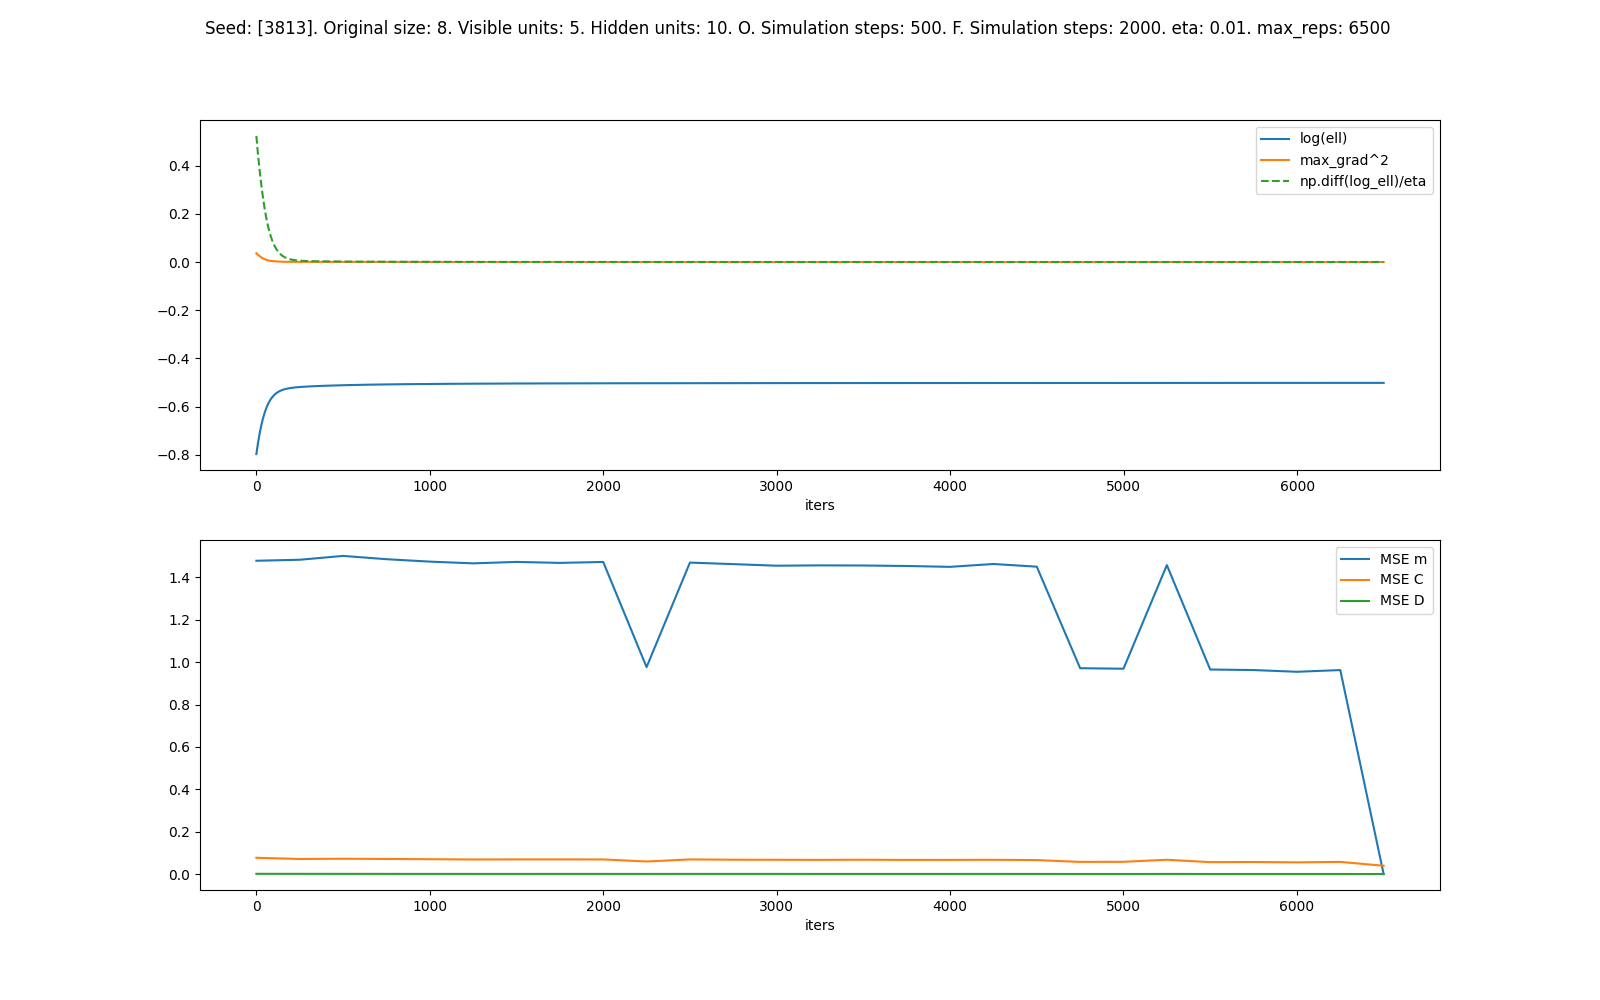 Seed: [3813]. Original size: 8. Visible units: 5. Hidden units: 10. O. Simulation steps: 500. F. Simulation steps: 2000. eta: 0.01. max_reps: 6500
log(ell)
max_grad^2
np.diff(log_ell)/eta
0.4
0.2
0.0
−0.2
−0.4
−0.6
−0.8
0 1000 2000 3000 4000 5000 6000
iters
MSE m
MSE C
MSE D
1.4
1.2
1.0
0.8
0.6
0.4
0.2
0.0
0 1000 2000 3000 4000 5000 6000
iters